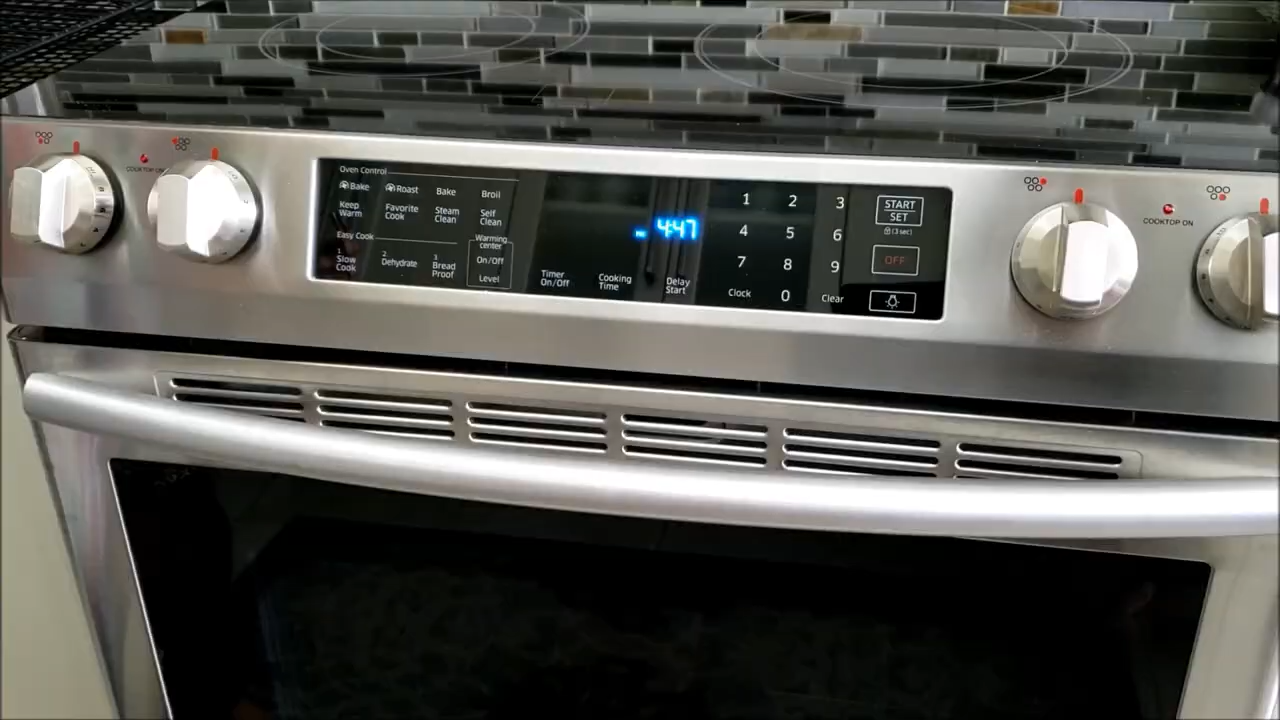 COOKTOP ON
Oven Control
Bake
Roast
Bake
Broil
Keep
Warm
Favorite
Cook
Steam
Clean
Self
Clean
Easy Cook
Warming
center
1
Slow
Cook
2
Dehydrate
3
Bread
Proof
On/Off
Level
Timer
On/Off
Cooking
Time
Delay
Start
4:47
1 2 3
4 5 6
7 8 9
Clock 0 Clear
START
SET
(3 sec)
OFF
COOKTOP ON